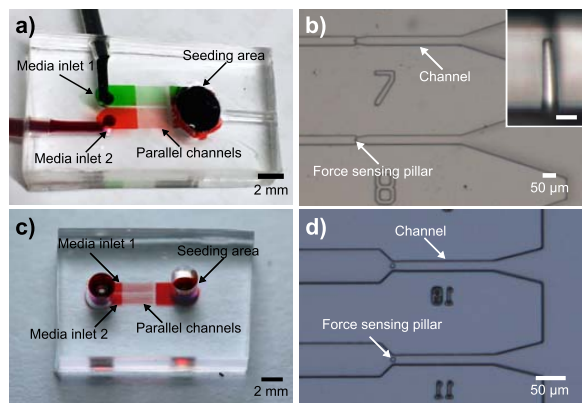 a)
Media inlet 1
Seeding area
Media inlet 2
Parallel channels
2 mm
b)
Channel
7
Force sensing pillar
8
50 μm
c)
Media inlet 1
Seeding area
Media inlet 2
Parallel channels
2 mm
d)
Channel
10
Force sensing pillar
11
50 μm